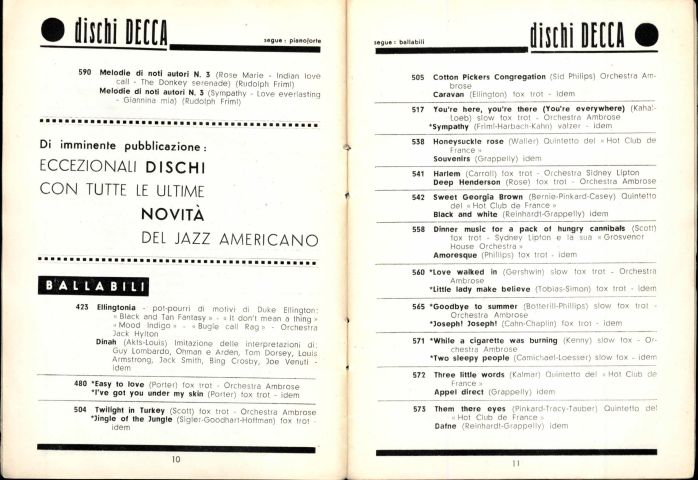 dischi DECCA
segue: pianoforte
590 Melodie di noti autori N. 3 (Rose Marie - Indian love
call - The Donkey serenade) (Rudolph Friml)
Melodie di noti autori N. 3 (Sympathy - Love everlasting
- Giannina mia) (Rudolph Friml)
Di imminente pubblicazione:
ECCEZIONALI DISCHI
CON TUTTE LE ULTIME
NOVITÀ
DEL JAZZ AMERICANO
BALLABILI
423 Ellingtonia - pot-pourri di motivi di Duke Ellington:
« Black and Tan Fantasy » - « It don't mean a thing »
« Mood Indigo » - « Bugle call Rag » - Orchestra
Jack Hylton
Dinah (Akts-Louis) Imitazione delle interpretazioni di:
Guy Lombardo, Ohman e Arden, Tom Dorsey, Louis
Armstrong, Jack Smith, Bing Crosby, Joe Venuti -
idem
480 *Easy to love (Porter) fox trot - Orchestra Ambrose
*I've got you under my skin (Porter) fox trot - idem
504 Twilight in Turkey (Scott) fox trot - Orchestra Ambrose
*Jingle of the Jungle (Sigler-Goodhart-Hoffman) fox trot -
idem
10
segue: ballabili
dischi DECCA
505 Cotton Pickers Congregation (Sid Philips) Orchestra Am-
brose
Caravan (Ellington) fox trot - idem
517 You're here, you're there (You're everywhere) (Kahal-
Loeb) slow fox trot - Orchestra Ambrose
*Sympathy (Friml-Harbach-Kahn) valzer - idem
538 Honeysuckle rose (Waller) Quintetto del « Hot Club de
France »
Souvenirs (Grappelly) idem
541 Harlem (Carroll) fox trot - Orchestra Sidney Lipton
Deep Henderson (Rose) fox trot - Orchestra Ambrose
542 Sweet Georgia Brown (Bernie-Pinkard-Casey) Quintetto
del « Hot Club de France »
Black and white (Reinhardt-Grappelly) idem
558 Dinner music for a pack of hungry cannibals (Scott)
fox trot - Sydney Lipton e la sua « Grosvenor
House Orchestra »
Amoresque (Phillips) fox trot - idem
560 *Love walked in (Gershwin) slow fox trot - Orchestra
Ambrose
*Little lady make believe (Tobias-Simon) fox trot - idem
565 *Goodbye to summer (Botterill-Phillips) slow fox trot -
Orchestra Ambrose
*Joseph! Joseph! (Cahn-Chaplin) fox trot - idem
571 *While a cigarette was burning (Kenny) slow fox - Or-
chestra Ambrose
*Two sleepy people (Camichael-Loesser) slow fox - idem
572 Three little words (Kalmar) Quintetto del « Hot Club de
France »
Appel direct (Grappelly) idem
573 Them there eyes (Pinkard-Tracy-Tauber) Quintetto del
« Hot Club de France »
Dafne (Reinhardt-Grappelly) idem
11